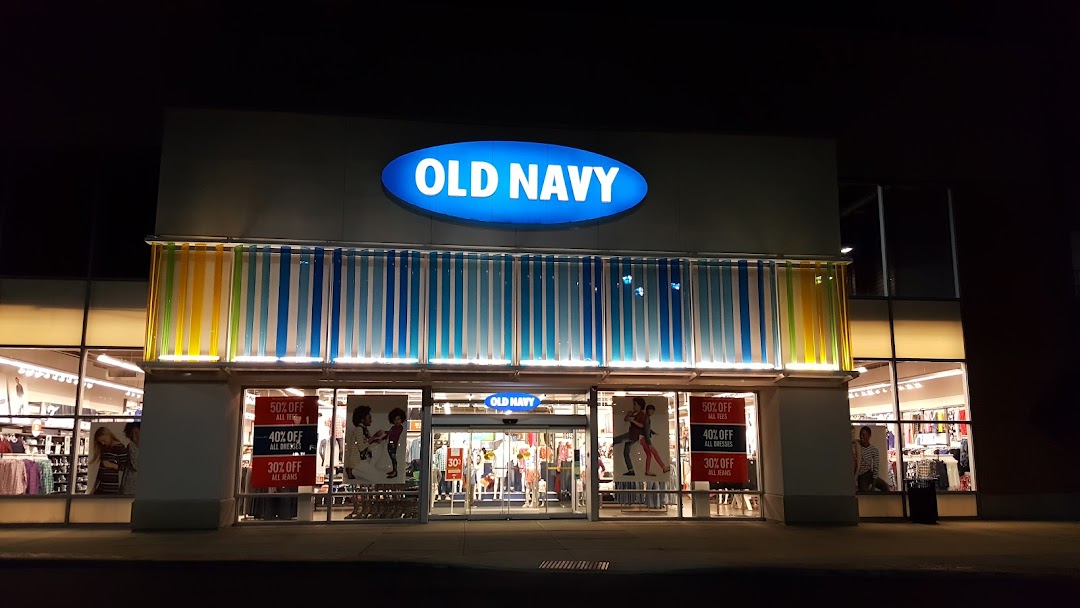 OLD NAVY
OLD NAVY
50% OFF
ALL TEES
40% OFF
ALL DRESSES
30% OFF
ALL JEANS
30%
50% OFF
ALL TEES
40% OFF
ALL DRESSES
30% OFF
ALL JEANS